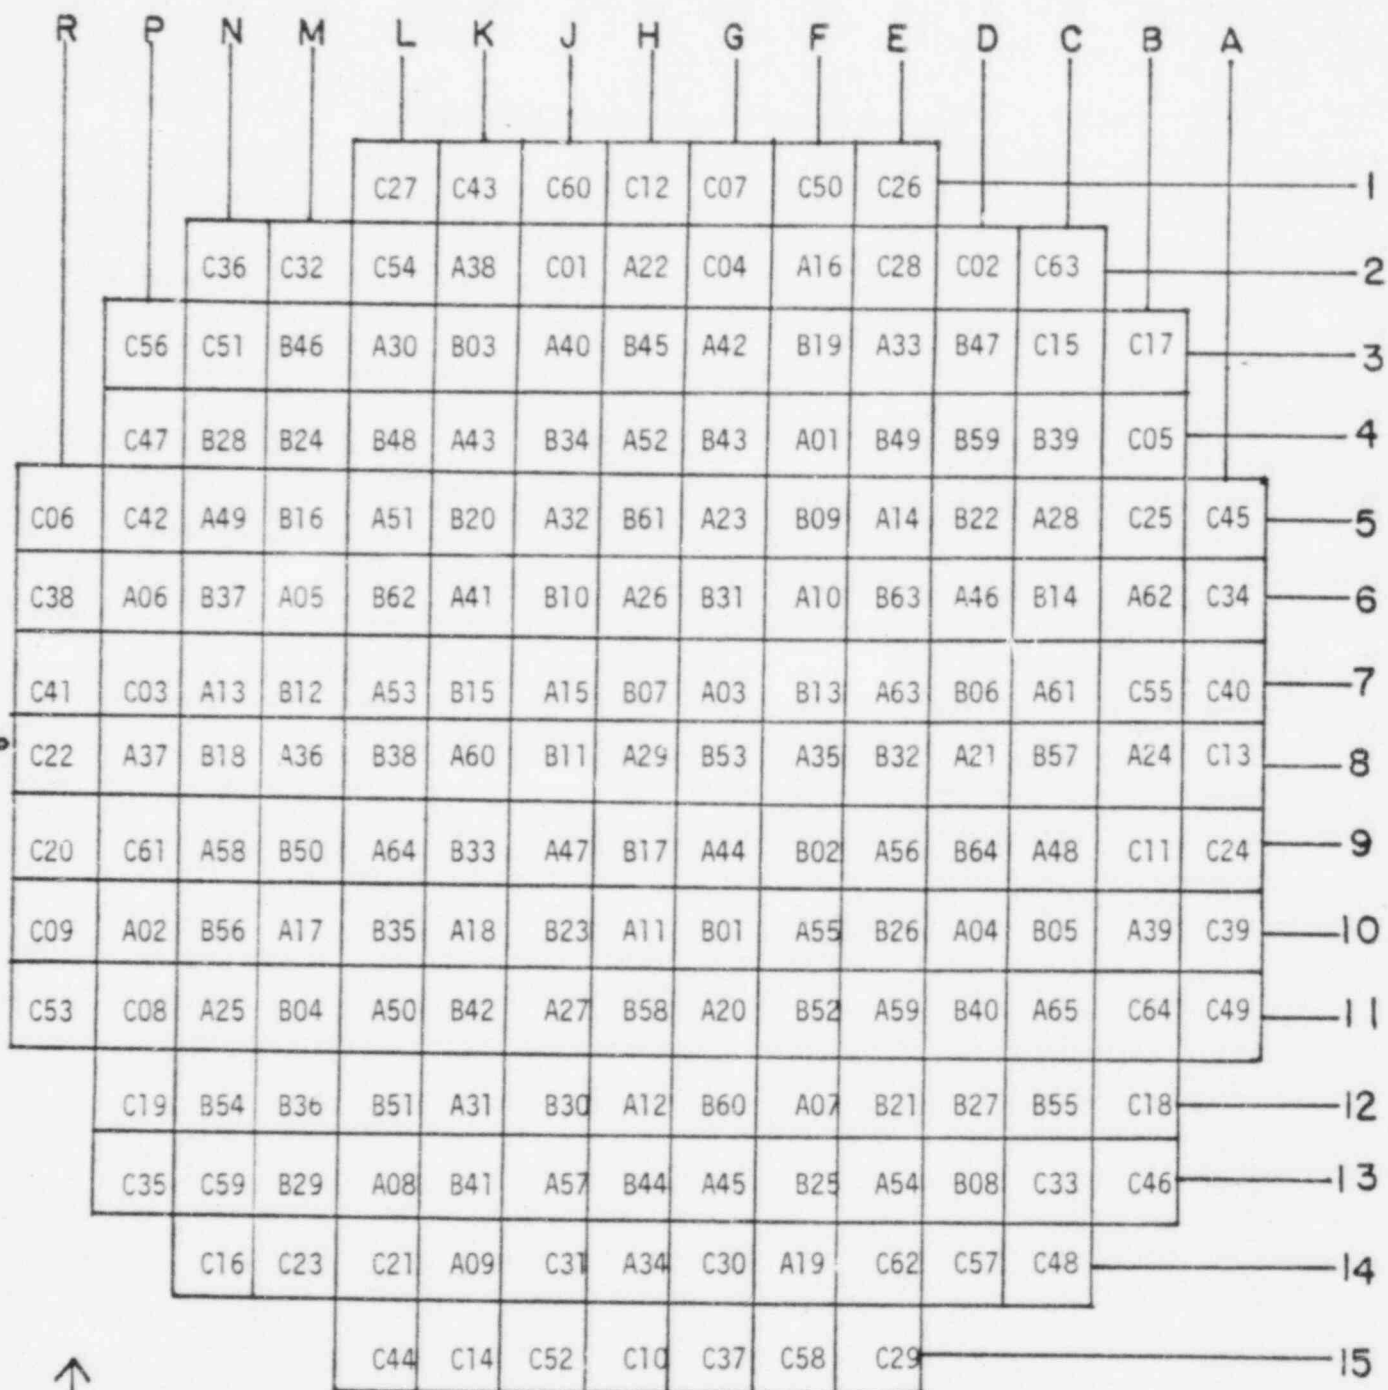 R P N M L K J H G F E D C B A
C27 C43 C60 C12 C07 C50 C26 1
C36 C32 C54 A38 C01 A22 C04 A16 C28 C02 C63 2
C56 C51 B46 A30 B03 A40 B45 A42 B19 A33 B47 C15 C17 3
C47 B28 B24 B48 A43 B34 A52 B43 A01 B49 B59 B39 C05 4
C06 C42 A49 B16 A51 B20 A32 B61 A23 B09 A14 B22 A28 C25 C45 5
C38 A06 B37 A05 B62 A41 B10 A26 B31 A10 B63 A46 B14 A62 C34 6
C41 C03 A13 B12 A53 B15 A15 B07 A03 B13 A63 B06 A61 C55 C40 7
C22 A37 B18 A36 B38 A60 B11 A29 B53 A35 B32 A21 B57 A24 C13 8
C20 C61 A58 B50 A64 B33 A47 B17 A44 B02 A56 B64 A48 C11 C24 9
C09 A02 B56 A17 B35 A18 B23 A11 B01 A55 B26 A04 B05 A39 C39 10
C53 C08 A25 B04 A50 B42 A27 B58 A20 B52 A59 B40 A65 C64 C49 11
C19 B54 B36 B51 A31 B30 A12 B60 A07 B21 B27 B55 C18 12
C35 C59 B29 A08 B41 A57 B44 A45 B25 A54 B08 C33 C46 13
C16 C23 C21 A09 C31 A34 C30 A19 C62 C57 C48 14
C44 C14 C52 C10 C37 C58 C29 15